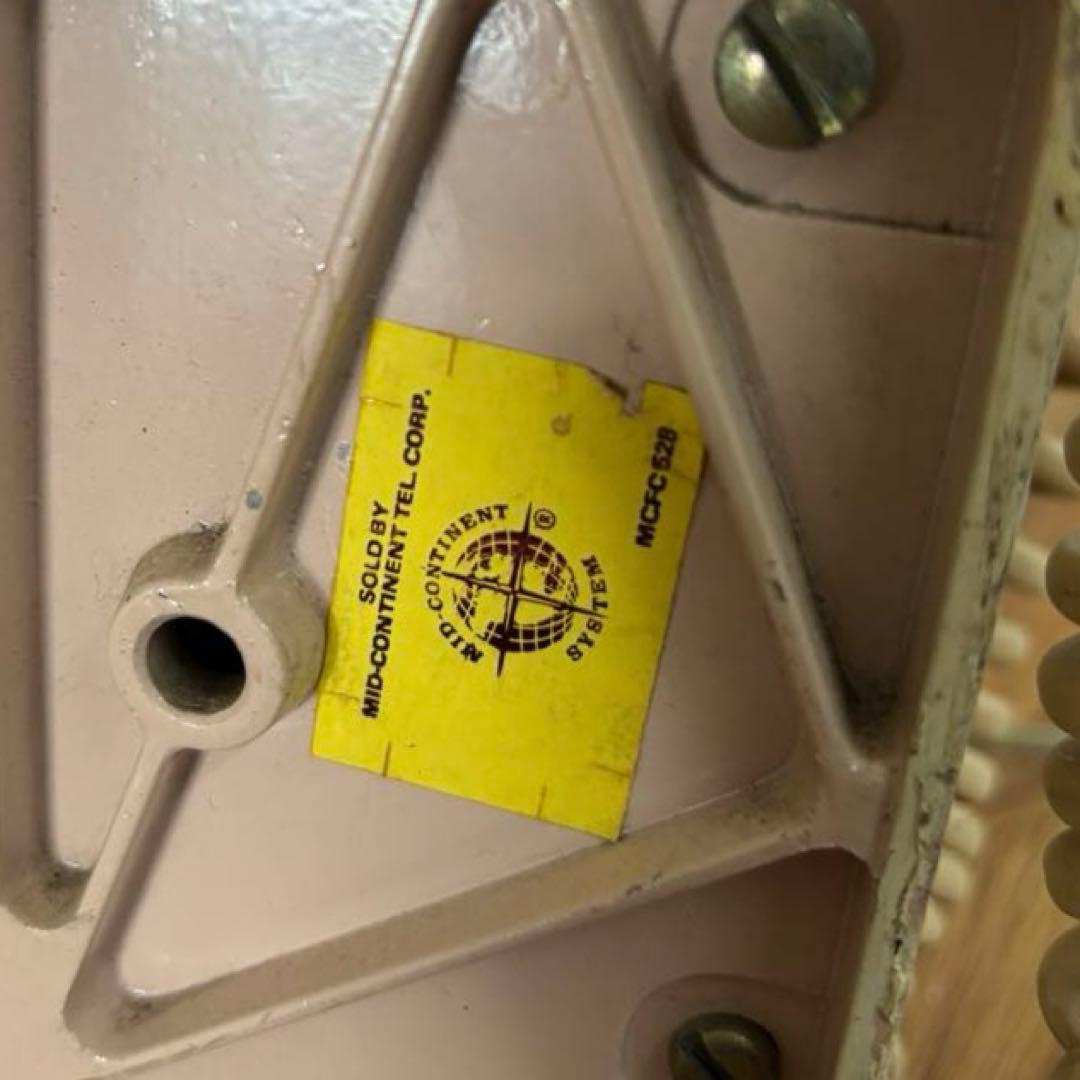 SOLD BY
MID-CONTINENT TEL. CORP.
MID-CONTINENT ®
SYSTEM
MCFC 528